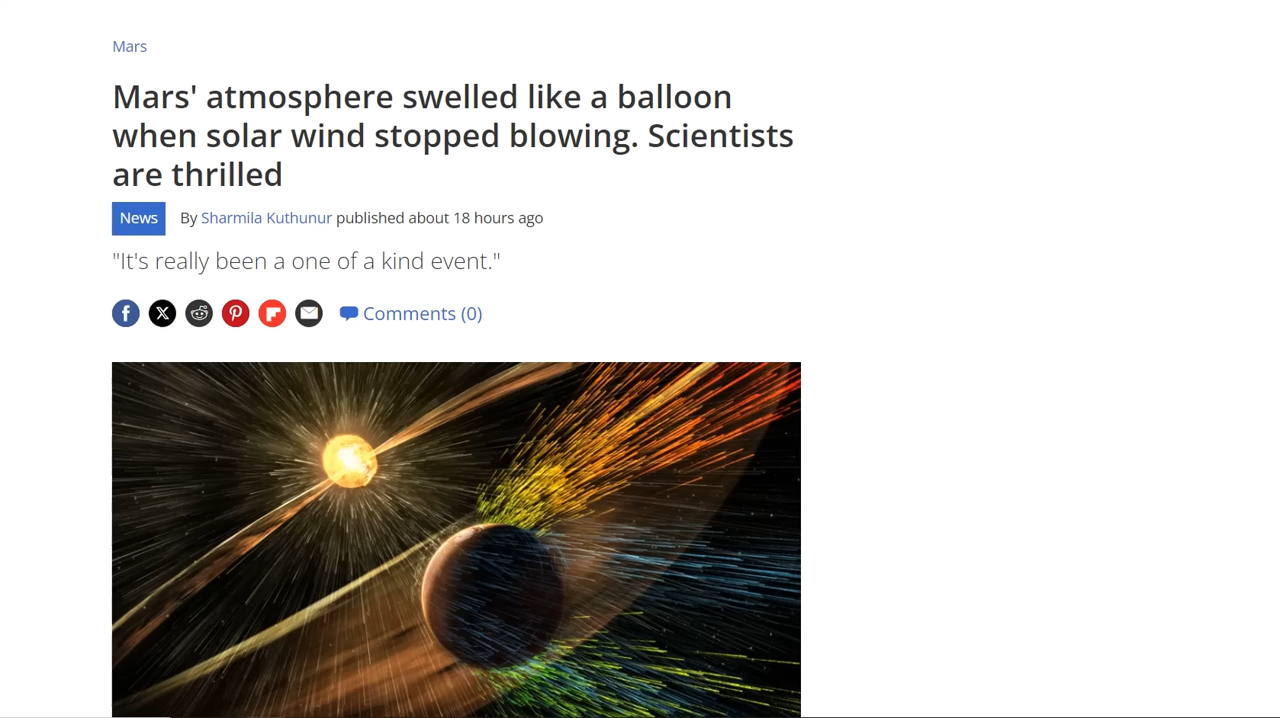 Mars
Mars' atmosphere swelled like a balloon
when solar wind stopped blowing. Scientists
are thrilled
News By Sharmila Kuthunur published about 18 hours ago
"It's really been a one of a kind event."
Comments (0)